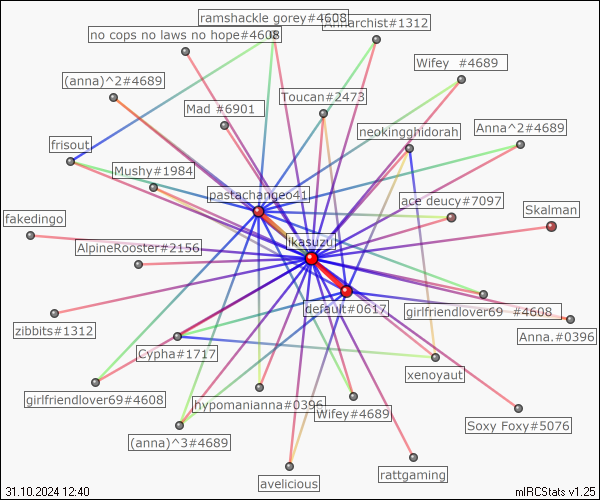 ramshackle gorey#4608
Annarchist#1312
no cops no laws no hope#4608
Wifey #4689
(anna)^2#4689
Toucan#2473
Mad #6901
neokingghidorah
Anna^2#4689
frisout
Mushy#1984
pastachangeo41
ace deucy#7097
Skalman
fakedingo
ikasuzu
AlpineRooster#2156
defaut#0617
girlfriendlover69 #4608
zibbits#1312
Anna.#0396
Cypha#1717
xenoyaut
girlfriendlover69#4608
hypomanianna#0396
Wifey#4689
Soxy Foxy#5076
(anna)^3#4689
rattgaming
avelicious
31.10.2024 12:40
mIRCStats v1.25